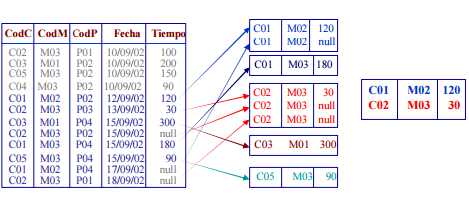 CodC CodM CodP Fecha Tiempo
C02 M03 P01 10/09/02 100
C03 M01 P02 10/09/02 200
C05 M03 P02 10/09/02 150
C04 M03 P02 10/09/02 90
C01 M02 P02 12/09/02 120
C02 M03 P03 13/09/02 30
C03 M01 P04 15/09/02 300
C02 M03 P02 15/09/02 null
C01 M03 P01 15/09/02 180
C05 M03 P04 15/09/02 90
C01 M02 P04 17/09/02 null
C02 M03 P01 18/09/02 null
C01 M02 120
C01 M02 null
C01 M03 180
C02 M03 30
C02 M03 null
C02 M03 null
C03 M01 300
C05 M03 90
C01 M02 120
C02 M03 30